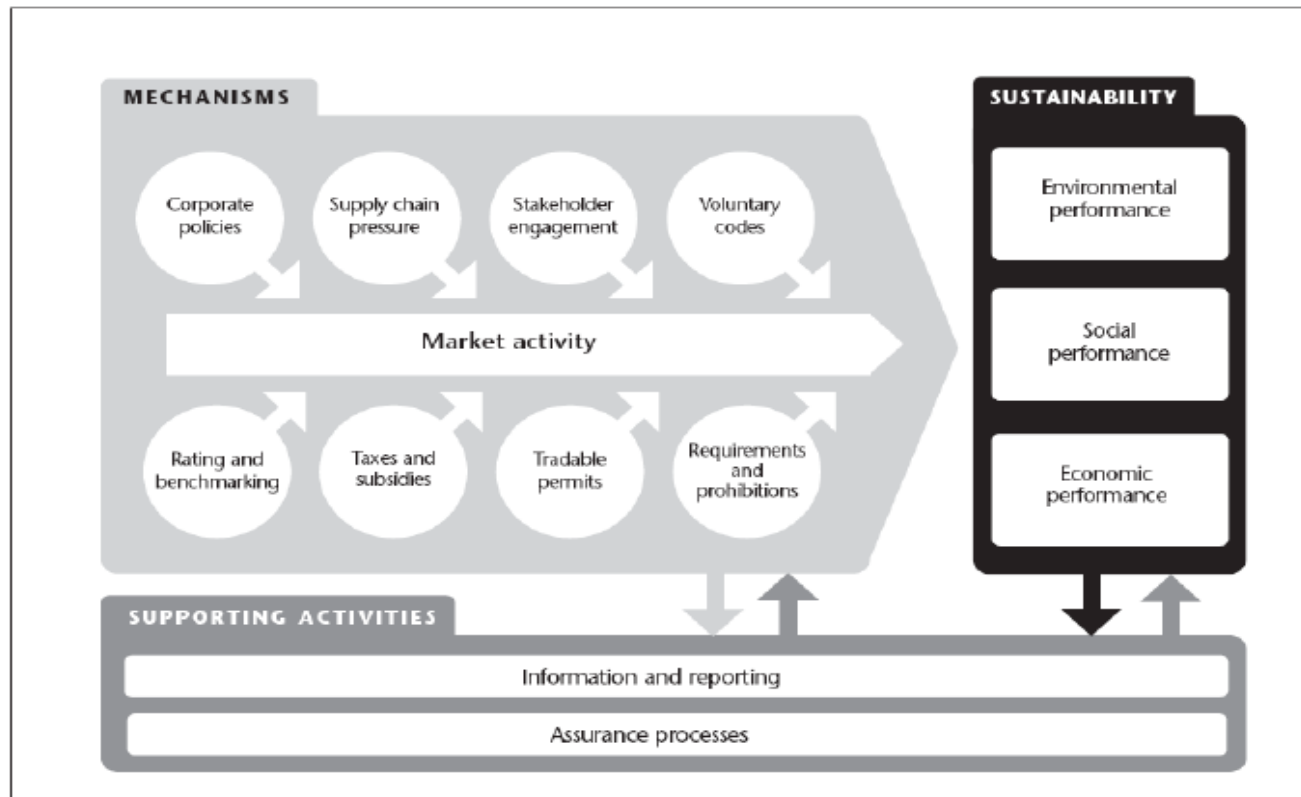 MECHANISMS
SUSTAINABILITY
Corporate
policies
Supply chain
pressure
Stakeholder
engagement
Voluntary
codes
Market activity
Rating and
benchmarking
Taxes and
subsidies
Tradable
permits
Requirements
and
prohibitions
Environmental
performance
Social
performance
Economic
performance
SUPPORTING ACTIVITIES
Information and reporting
Assurance processes